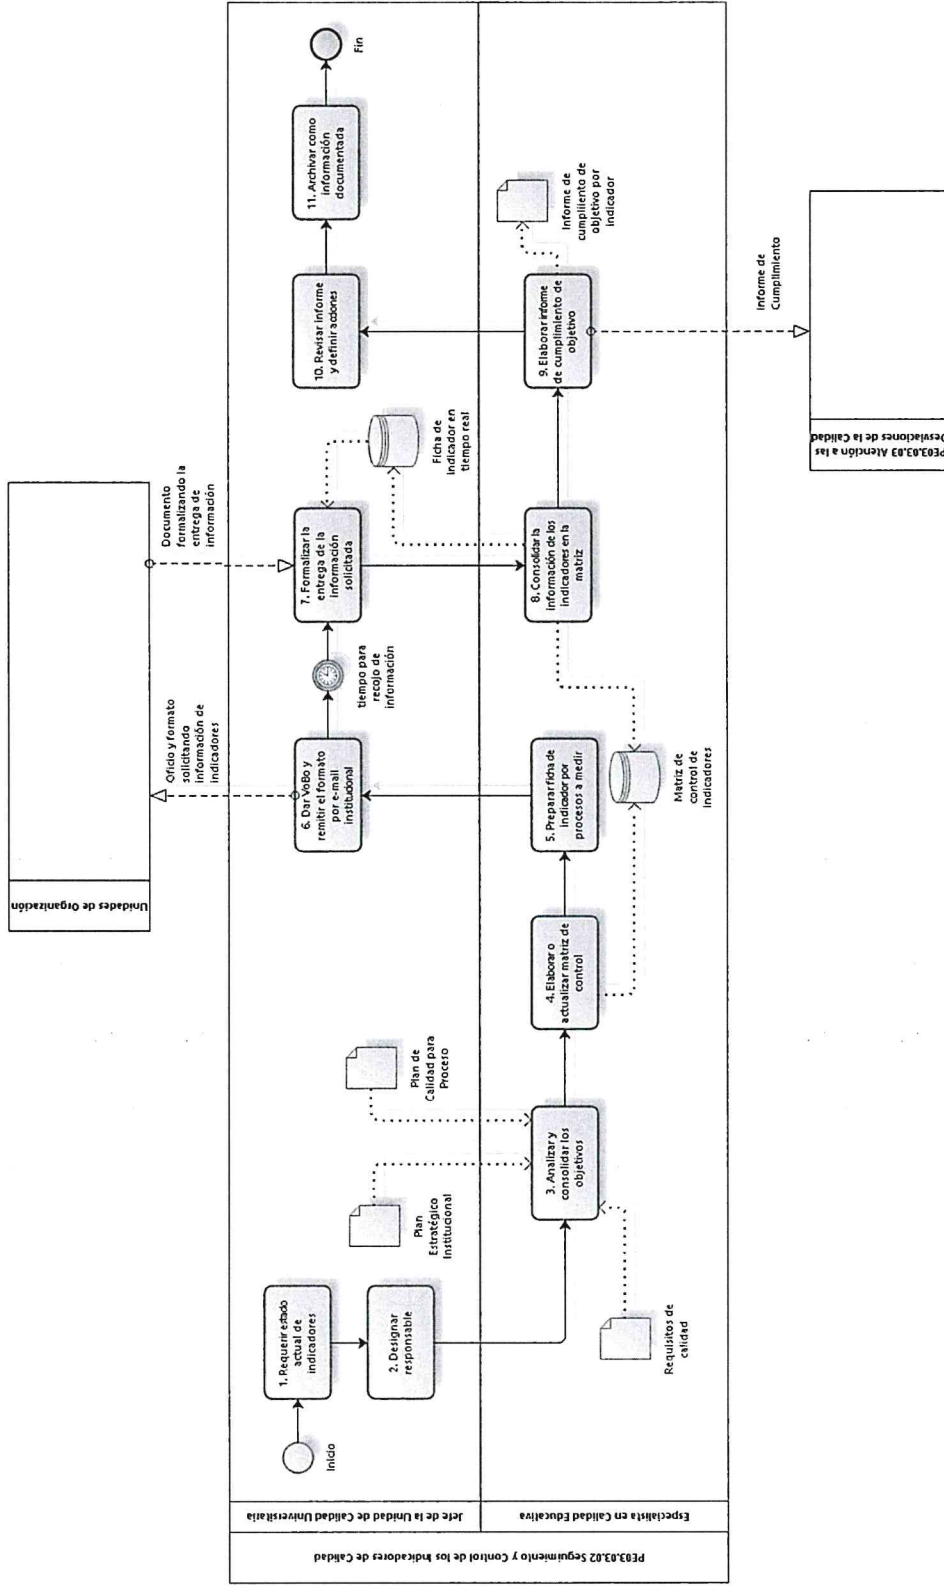 Unidades de Organización
Oficio y formato
solicitando
información de
indicadores
Documento
formalizando la
entrega de
información
PE03.03.02 Seguimiento y Control de los Indicadores de Calidad
Jefe de la Unidad de Calidad Universitaria
Inicio
1. Requerir estado
actual de
indicadores
2. Designar
responsable
Plan
Estratégico
Institucional
Plan de
Calidad para
Proceso
6. Dar VoBo y
remitir el formato
por e-mail
institucional
tiempo para
recojo de
información
7. Formalizar la
entrega de la
información
solicitada
Ficha de
indicador en
tiempo real
10. Revisar informe
y definir acciones
11. Archivar como
información
documentada
Fin
Especialista en Calidad Educativa
Requisitos de
calidad
3. Analizar y
consolidar los
objetivos
4. Elaborar o
actualizar matriz de
control
5. Preparar ficha de
indicador por
procesos a medir
Matriz de
control de
indicadores
8. Consolidar la
información de los
indicadores en la
matriz
9. Elaborar informe
de cumplimiento de
objetivo
Informe de
cumpliiento de
objetivo por
indicador
Informe de
Cumplimiento
PE03.03.03 Atención a las
Desviaciones de la Calidad